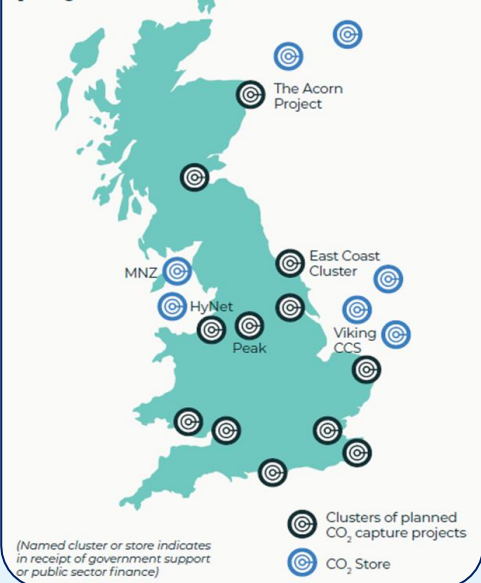 The Acorn
Project
East Coast
Cluster
MNZ
HyNet
Peak
Viking
CCS
Clusters of planned
CO₂ capture projects
CO₂ Store
(Named cluster or store indicates
in receipt of government support
or public sector finance)